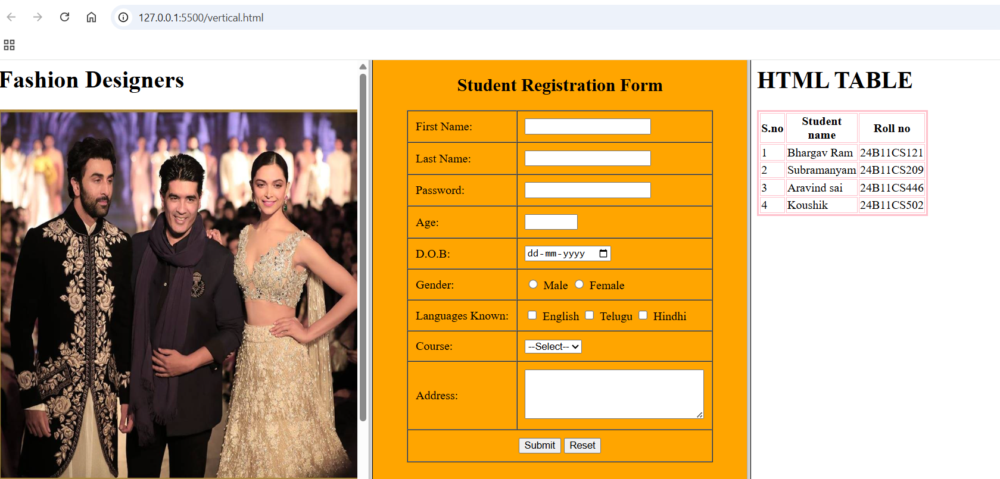 127.0.0.1:5500/vertical.html
Fashion Designers
Student Registration Form
First Name:
Last Name:
Password:
Age:
D.O.B:
dd-mm-yyyy
Gender:
Male Female
Languages Known:
English Telugu Hindhi
Course:
--Select--
Address:
Submit Reset
HTML TABLE
S.no Student name Roll no
1 Bhargav Ram 24B11CS121
2 Subramanyam 24B11CS209
3 Aravind sai 24B11CS446
4 Koushik 24B11CS502